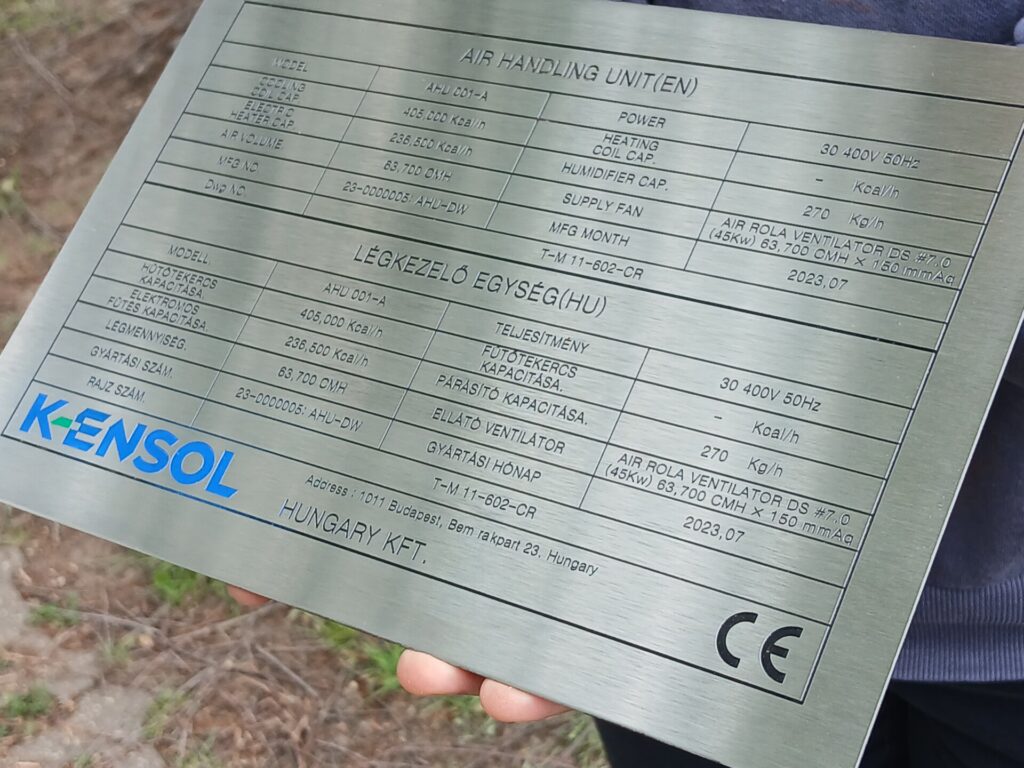 AIR HANDLING UNIT(EN)
MODEL AHU 001-A POWER 30 400V 50Hz
COOLING COIL CAP. 405,000 Kcal/h HEATING COIL CAP. - Kcal/h
ELECTRIC HEATER CAP. 236,500 Kcal/h HUMIDIFIER CAP. 270 Kg/h
AIR VOLUME 63,700 CMH SUPPLY FAN AIR ROLA VENTILATOR DS #7.0
(45Kw) 63,700 CMH × 150 mmAq
MFG NO. 23-0000005: AHU-DW MFG MONTH 2023,07
Dwg NO. T-M 11-602-CR
LÉGKEZELŐ EGYSÉG(HU)
MODELL. AHU 001-A TELJESÍTMÉNY 30 400V 50Hz
HŰTŐTEKERCS KAPACITÁSA. 405,000 Kcal/h FŰTŐTEKERCS KAPACITÁSA. - Kcal/h
ELEKTROMOS FŰTÉS KAPACITÁSA. 236,500 Kcal/h PÁRÁSÍTÓ KAPACITÁSA. 270 Kg/h
LÉGMENNYISÉG. 63,700 CMH ELLÁTÓ VENTILÁTOR AIR ROLA VENTILATOR DS #7.0
(45Kw) 63,700 CMH × 150 mmAq
GYÁRTÁSI SZÁM. 23-0000005: AHU-DW GYÁRTÁSI HÓNAP 2023,07
RAJZ SZÁM. T-M 11-602-CR
K-ENSOL
Address : 1011 Budapest, Bem rakpart 23. Hungary
HUNGARY KFT.
CE